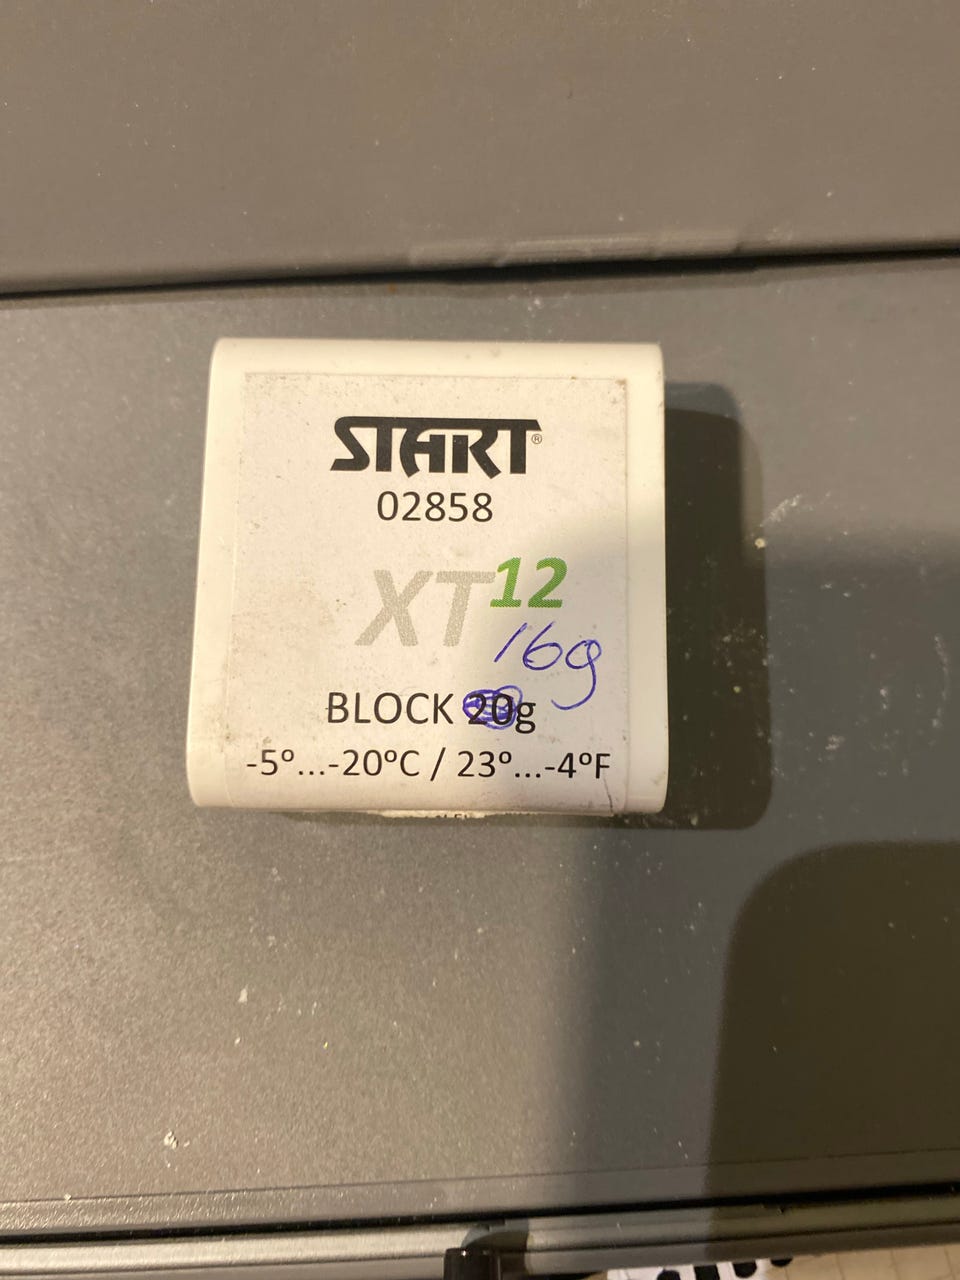 START®
02858
XT12
16g
BLOCK 20g
-5°...-20°C / 23°...-4°F